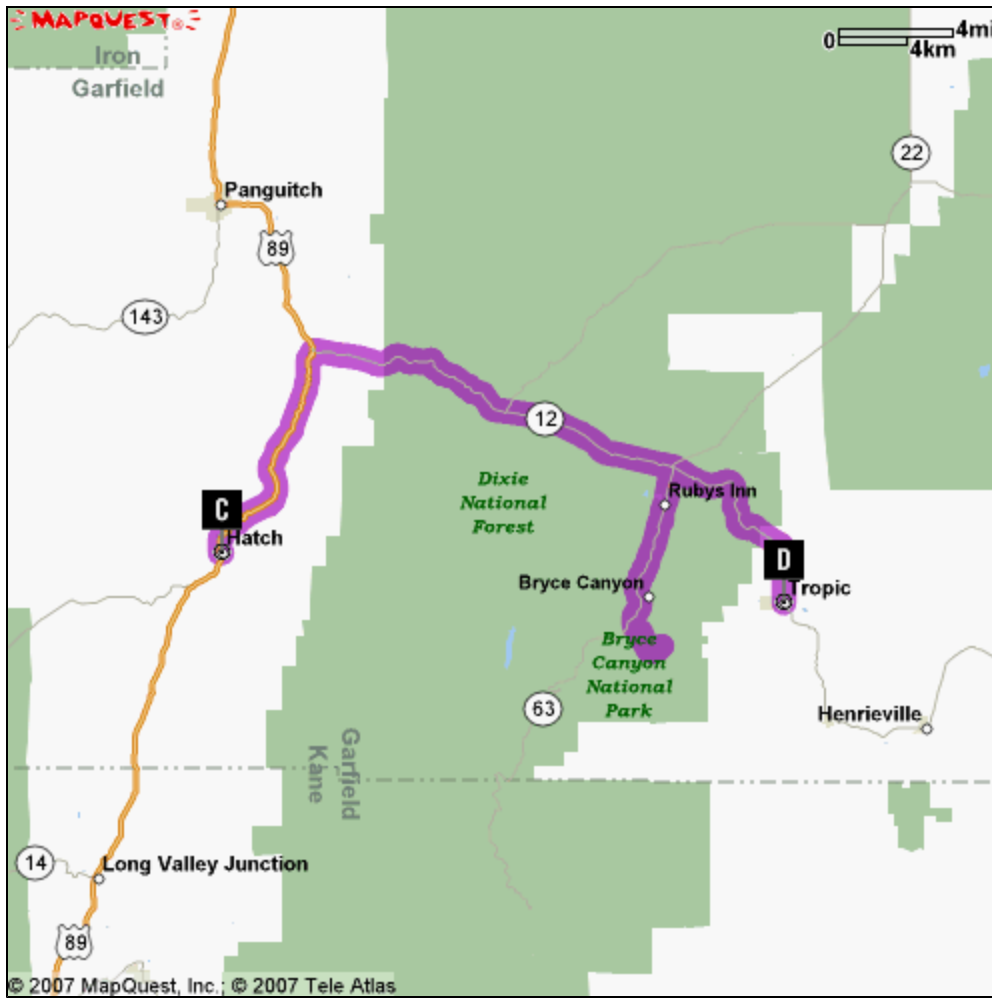 MAPQUEST®
0 4mi
4km
Iron
Garfield
22
Panguitch
89
143
12
Dixie
National
Forest
Rubys Inn
C
Hatch
D
Bryce Canyon
Tropic
Bryce
Canyon
National
Park
63
Henrieville
Garfield
Kane
14
Long Valley Junction
89
© 2007 MapQuest, Inc.; © 2007 Tele Atlas